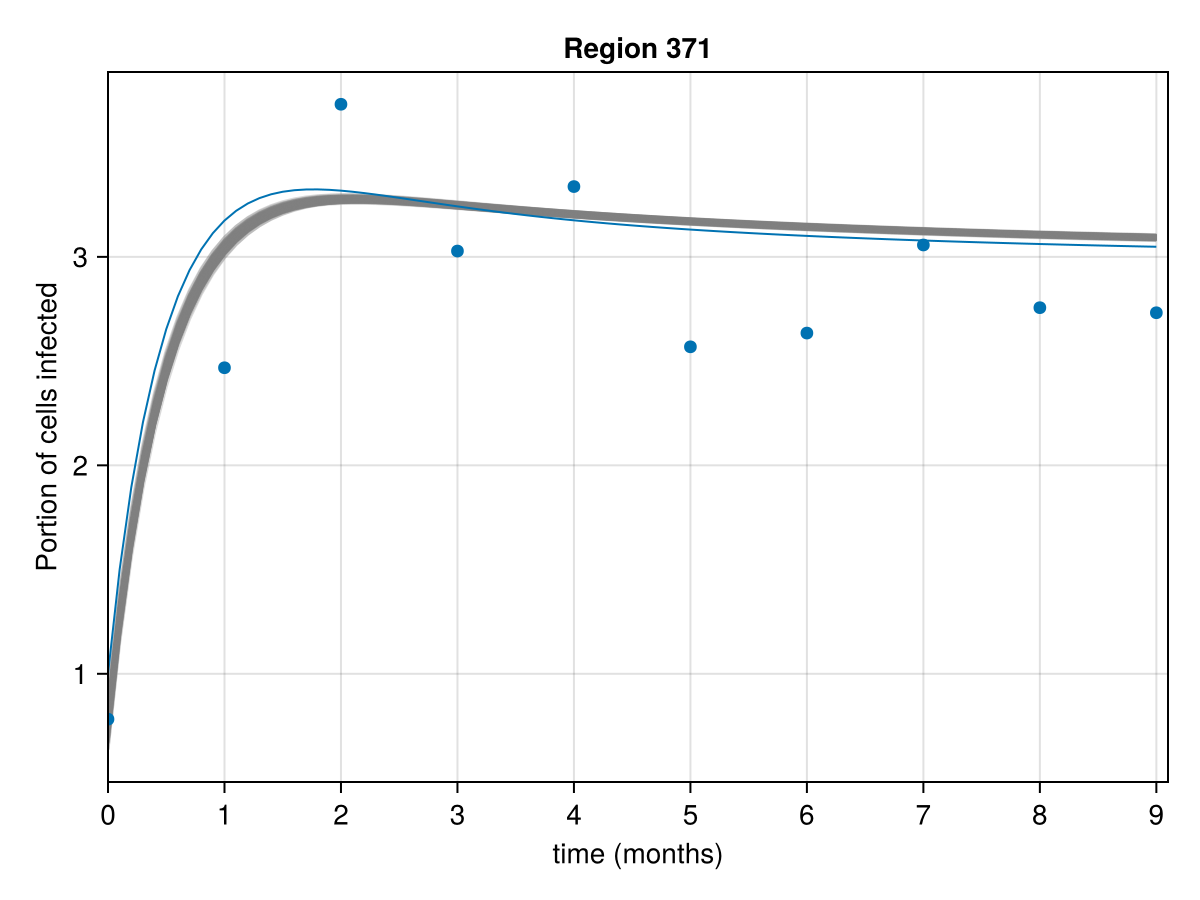 Region 371
Portion of cells infected
3
2
1
0 1 2 3 4 5 6 7 8 9
time (months)